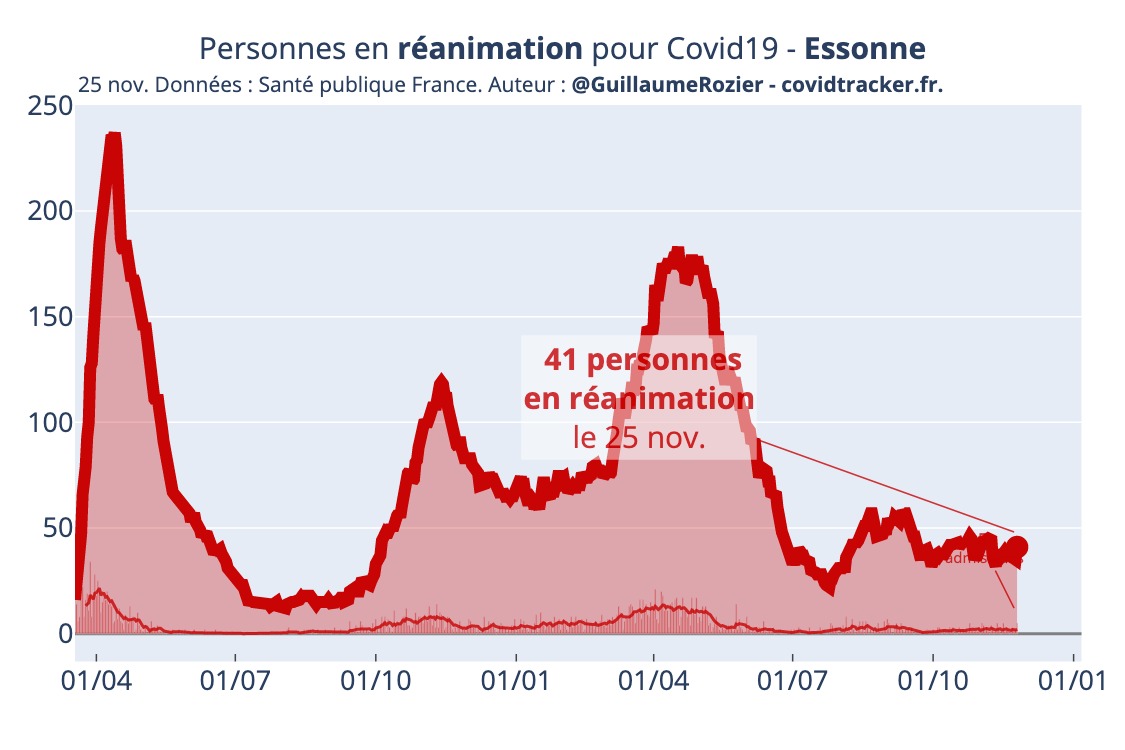 Personnes en réanimation pour Covid19 - Essonne
25 nov. Données : Santé publique France. Auteur : @GuillaumeRozier - covidtracker.fr.
250
200
150
100
50
0
41 personnes
en réanimation
le 25 nov.
01/04
01/07
01/10
01/01
01/04
01/07
01/10
01/01